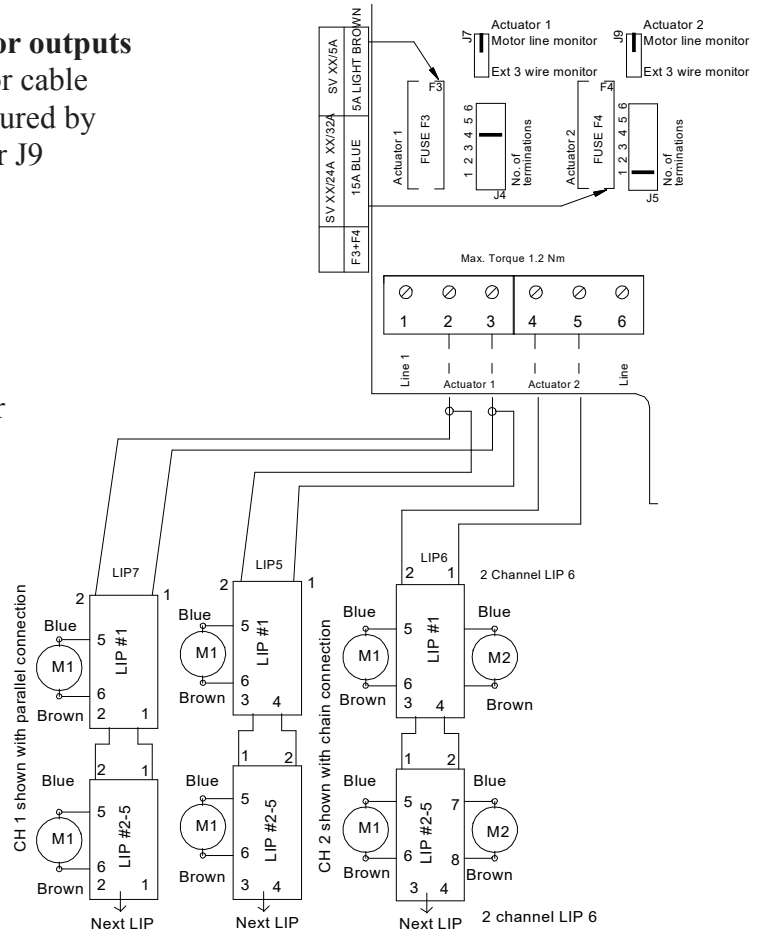 or outputs
or cable
ured by
r J9
r
SV XX/5A
5A LIGHT BROWN
SV XX/24A XX/32A
15A BLUE
F3+F4
Actuator 1
J7
Motor line monitor
Ext 3 wire monitor
Actuator 2
J9
Motor line monitor
Ext 3 wire monitor
Actuator 1
FUSE F3
F3
1 2 3 4 5 6
No. of
terminations
J4
Actuator 2
FUSE F4
F4
1 2 3 4 5 6
No. of
terminations
J5
Max. Torque 1.2 Nm
1 2 3 4 5 6
Line 1
Actuator 1
Actuator 2
Line
CH 1 shown with parallel connection
LIP7
2 1
Blue
M1
5
LIP #1
6
Brown
2 1
2 1
Blue
M1
5
LIP #2-5
6
Brown
2 1
Next LIP
LIP5
2 1
Blue
M1
5
LIP #1
6
Brown
3 4
1 2
Blue
M1
5
LIP #2-5
6
Brown
3 4
Next LIP
CH 2 shown with chain connection
LIP6
2 1
2 Channel LIP 6
Blue
M1
5
LIP #1
6
Brown
Blue
M2
Brown
3 4
1 2
Blue
M1
5
LIP #2-5
6
Brown
Blue
7
M2
8
Brown
3 4
Next LIP
2 channel LIP 6